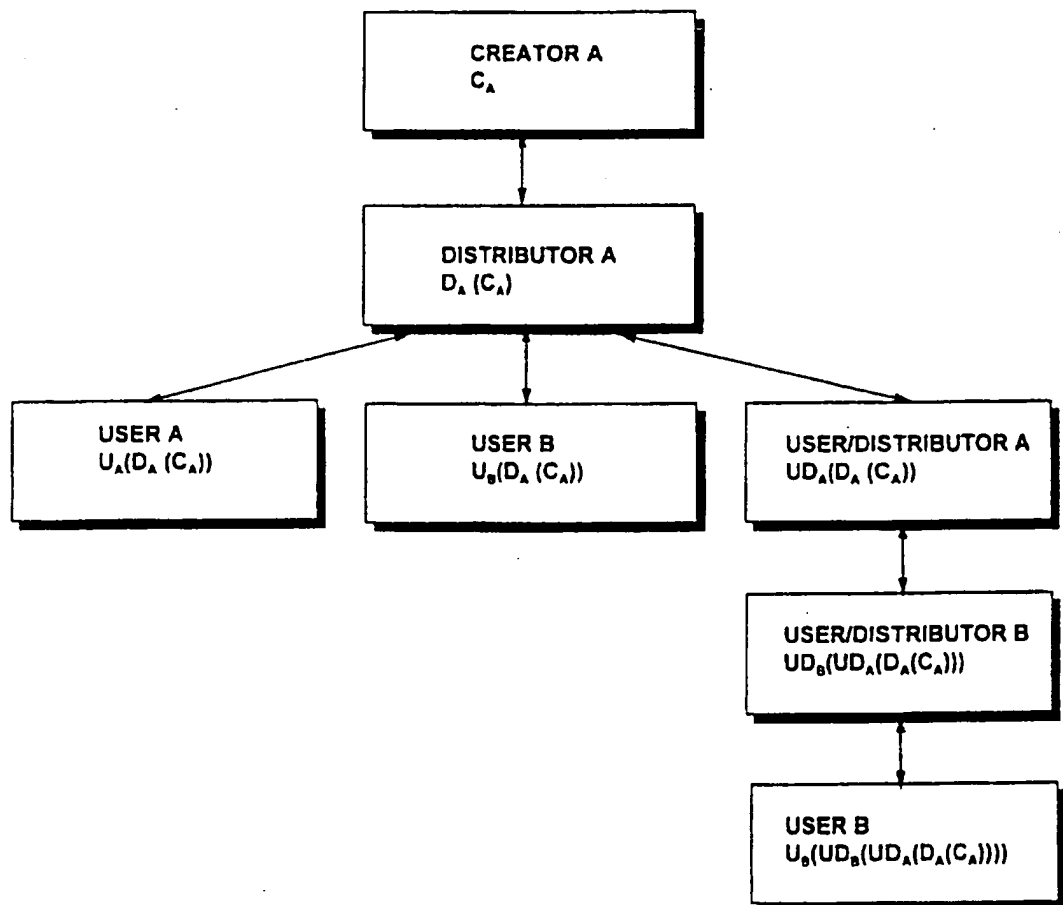 CREATOR A
C_A
DISTRIBUTOR A
D_A (C_A)
USER A
U_A(D_A (C_A))
USER B
U_B(D_A (C_A))
USER/DISTRIBUTOR A
UD_A(D_A (C_A))
USER/DISTRIBUTOR B
UD_B(UD_A(D_A(C_A)))
USER B
U_B(UD_B(UD_A(D_A(C_A))))